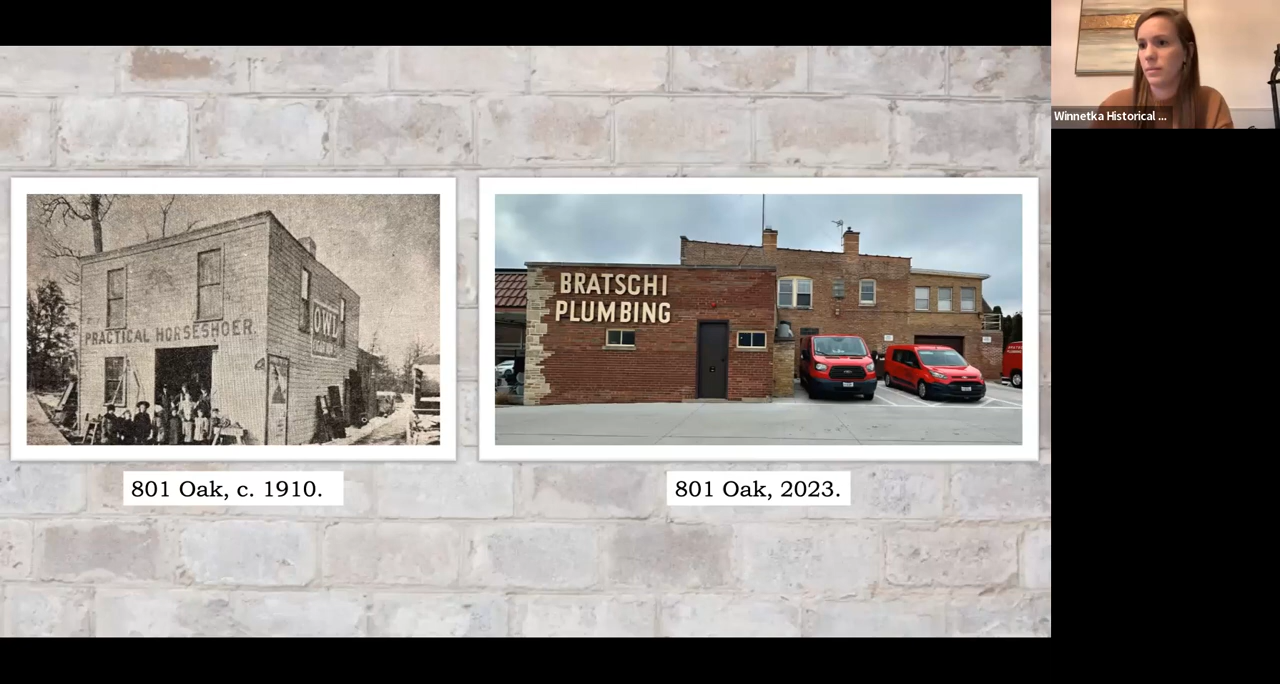 Winnetka Historical ...
PRACTICAL HORSESHOER.
OWL
BRATSCHI
PLUMBING
801 Oak, c. 1910.
801 Oak, 2023.